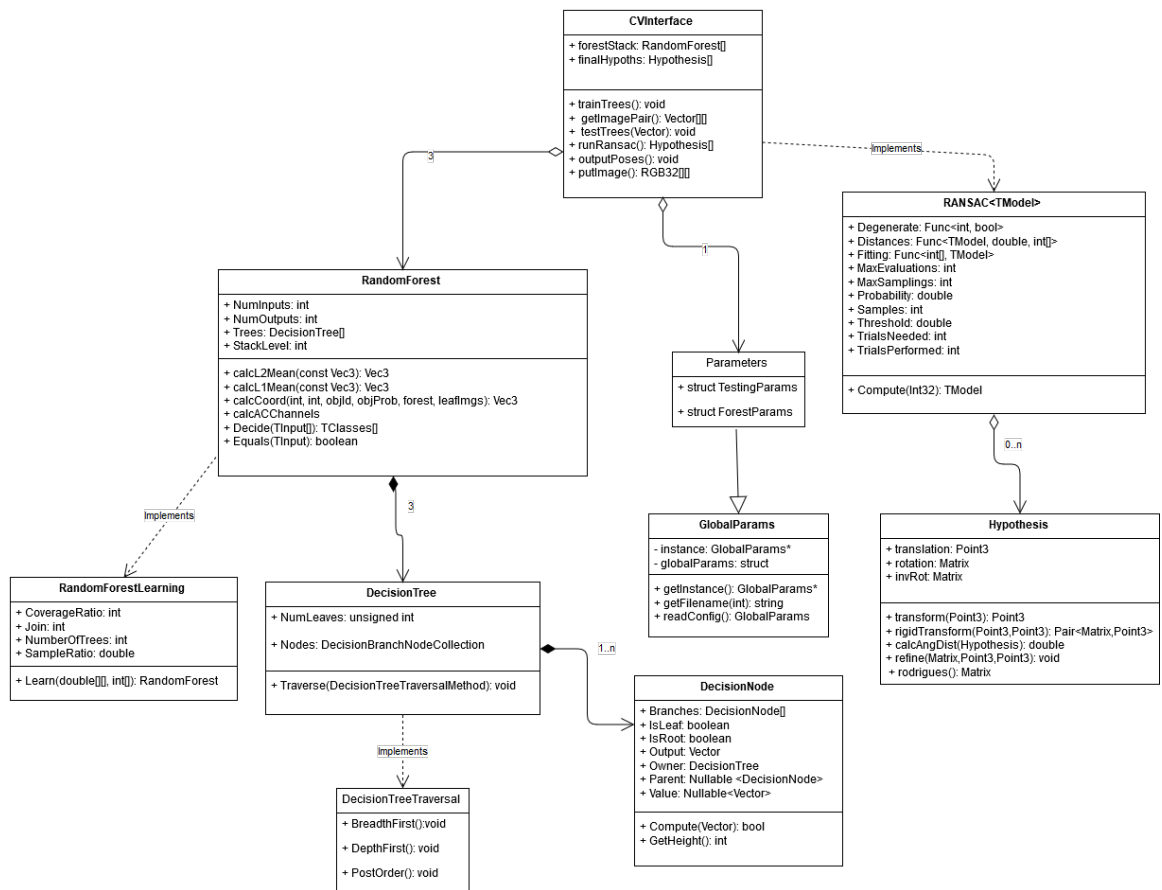 CVInterface
+ forestStack: RandomForest[]
+ finalHypoths: Hypothesis[]
+ trainTrees(): void
+ getImagePair(): Vector[][]
+ testTrees(Vector): void
+ runRansac(): Hypothesis[]
+ outputPoses(): void
+ putImage(): RGB32[][]
3
Implements
1
RANSAC<TModel>
+ Degenerate: Func<int, bool>
+ Distances: Func<TModel, double, int[]>
+ Fitting: Func<int[], TModel>
+ MaxEvaluations: int
+ MaxSamplings: int
+ Probability: double
+ Samples: int
+ Threshold: double
+ TrialsNeeded: int
+ TrialsPerformed: int
+ Compute(Int32): TModel
RandomForest
+ NumInputs: int
+ NumOutputs: int
+ Trees: DecisionTree[]
+ StackLevel: int
+ calcL2Mean(const Vec3): Vec3
+ calcL1Mean(const Vec3): Vec3
+ calcCoord(int, int, objId, objProb, forest, leafImgs): Vec3
+ calcACChannels
+ Decide(TInput[]): TClasses[]
+ Equals(TInput): boolean
Parameters
+ struct TestingParams
+ struct ForestParams
0..n
Implements
3
GlobalParams
- instance: GlobalParams*
- globalParams: struct
+ getInstance(): GlobalParams*
+ getFilename(int): string
+ readConfig(): GlobalParams
Hypothesis
+ translation: Point3
+ rotation: Matrix
+ invRot: Matrix
+ transform(Point3): Point3
+ rigidTransform(Point3,Point3): Pair<Matrix,Point3>
+ calcAngDist(Hypothesis): double
+ refine(Matrix,Point3,Point3): void
+ rodrigues(): Matrix
RandomForestLearning
+ CoverageRatio: int
+ Join: int
+ NumberOfTrees: int
+ SampleRatio: double
+ Learn(double[][], int[]): RandomForest
DecisionTree
+ NumLeaves: unsigned int
+ Nodes: DecisionBranchNodeCollection
+ Traverse(DecisionTreeTraversalMethod): void
1..n
Implements
DecisionNode
+ Branches: DecisionNode[]
+ IsLeaf: boolean
+ IsRoot: boolean
+ Output: Vector
+ Owner: DecisionTree
+ Parent: Nullable <DecisionNode>
+ Value: Nullable<Vector>
+ Compute(Vector): bool
+ GetHeight(): int
DecisionTreeTraversal
+ BreadthFirst():void
+ DepthFirst(): void
+ PostOrder(): void